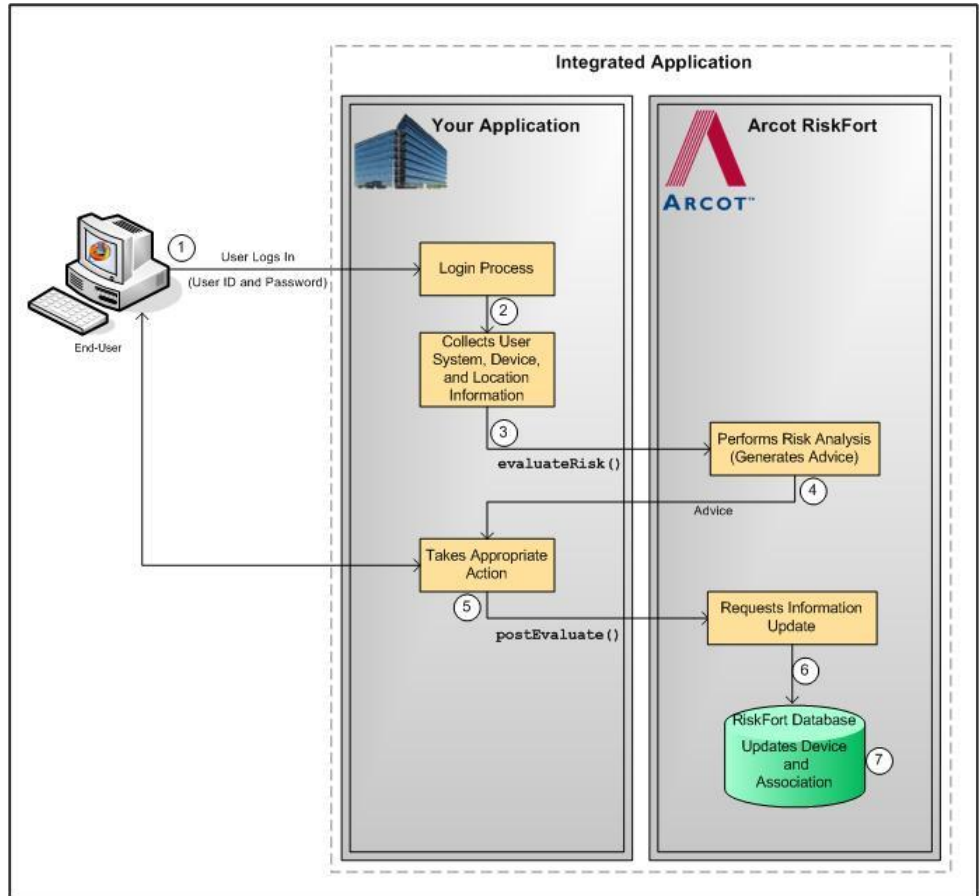 Integrated Application
Your Application
Arcot RiskFort
ARCOT™
1
User Logs In
(User ID and Password)
End-User
Login Process
2
Collects User
System, Device,
and Location
Information
3
evaluateRisk()
Performs Risk Analysis
(Generates Advice)
4
Advice
Takes Appropriate
Action
5
postEvaluate()
Requests Information
Update
6
RiskFort Database
Updates Device
and
Association
7